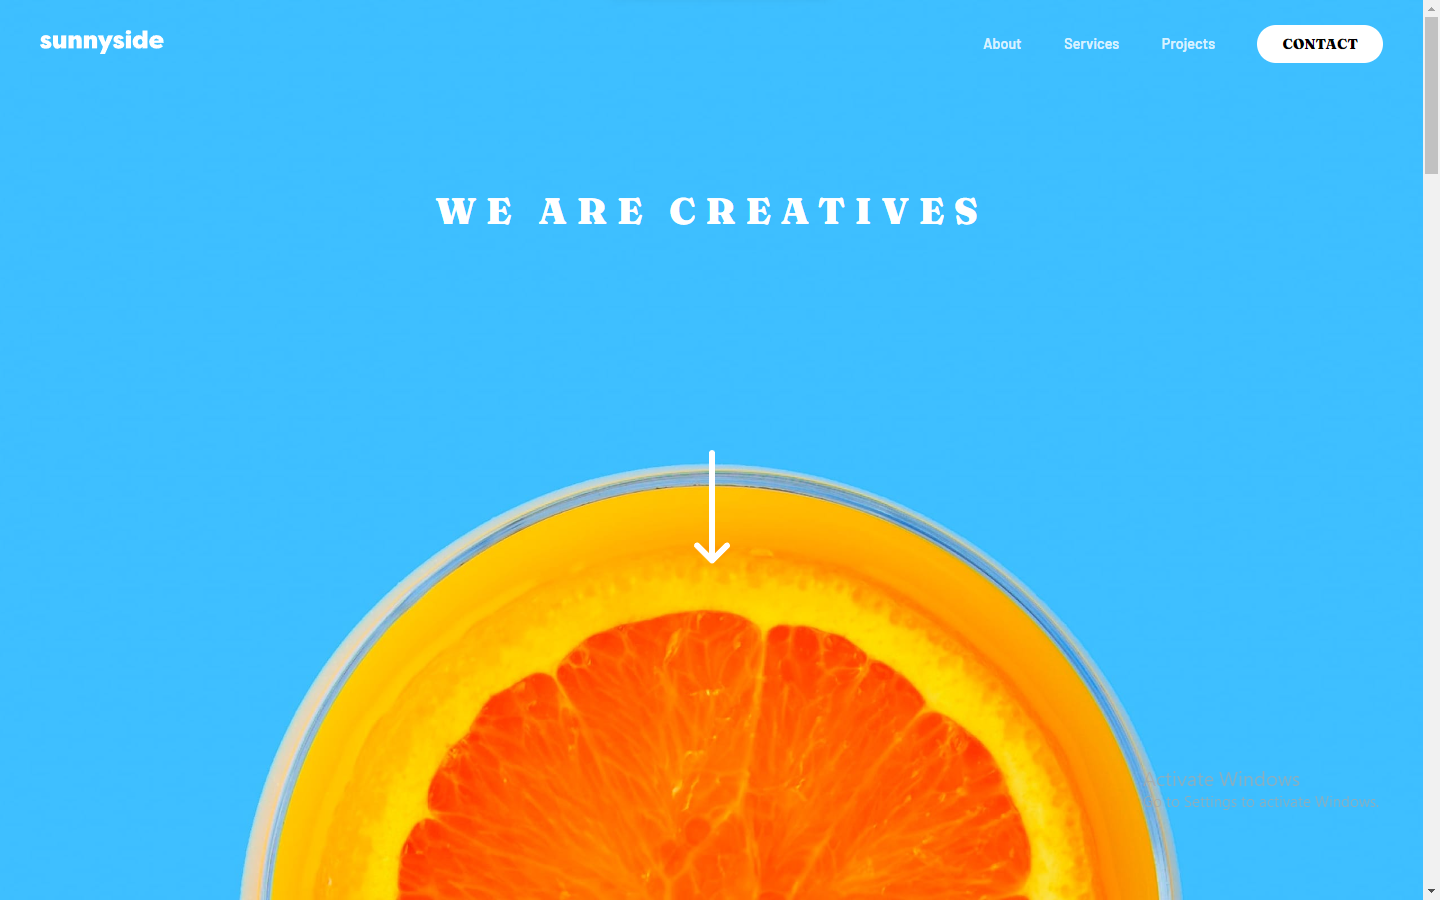 sunnyside
About
Services
Projects
CONTACT
WE ARE CREATIVES
Activate Windows
Go to Settings to activate Windows.